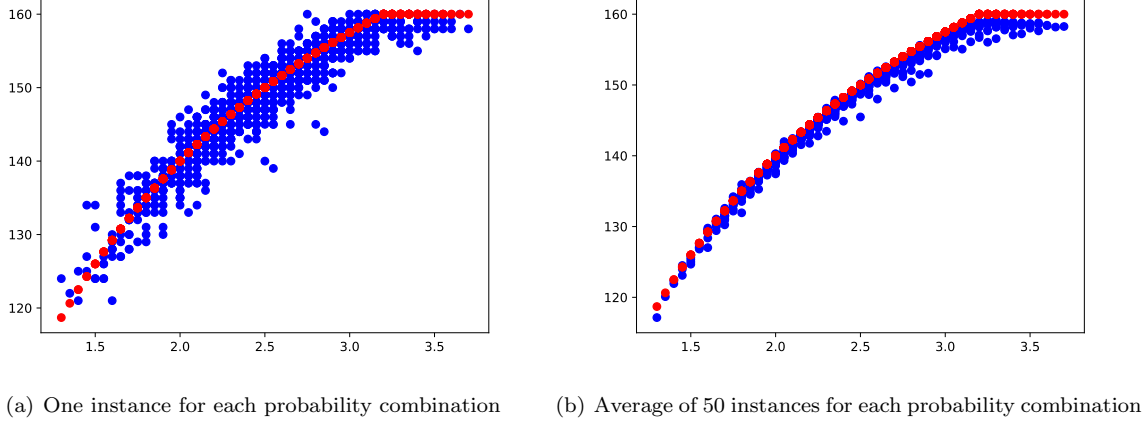 160
150
140
130
120
1.5 2.0 2.5 3.0 3.5
160
150
140
130
120
1.5 2.0 2.5 3.0 3.5
(a) One instance for each probability combination
(b) Average of 50 instances for each probability combination